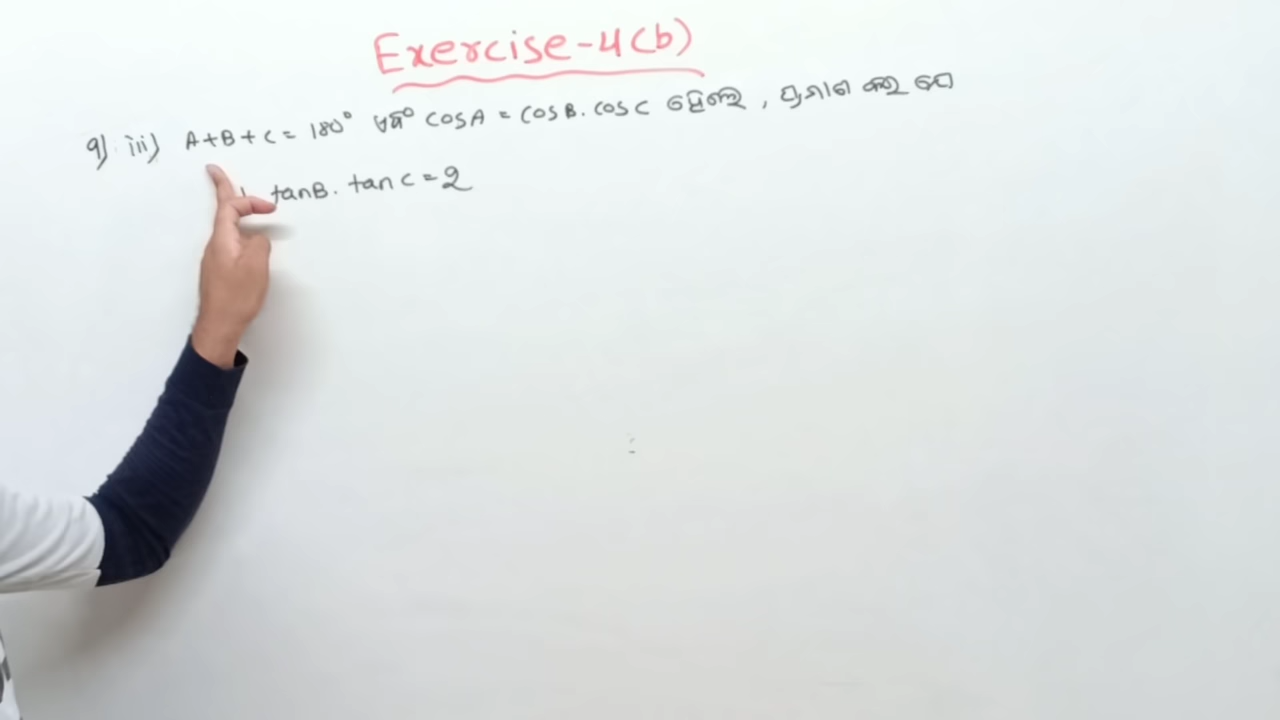 Exercise-4(b)
9) iii) A+B+C = 180° ଏବଂ cosA = cosB. cosC ହେଲେ, ପ୍ରମାଣ କର ଯେ
tanB. tanC = 2